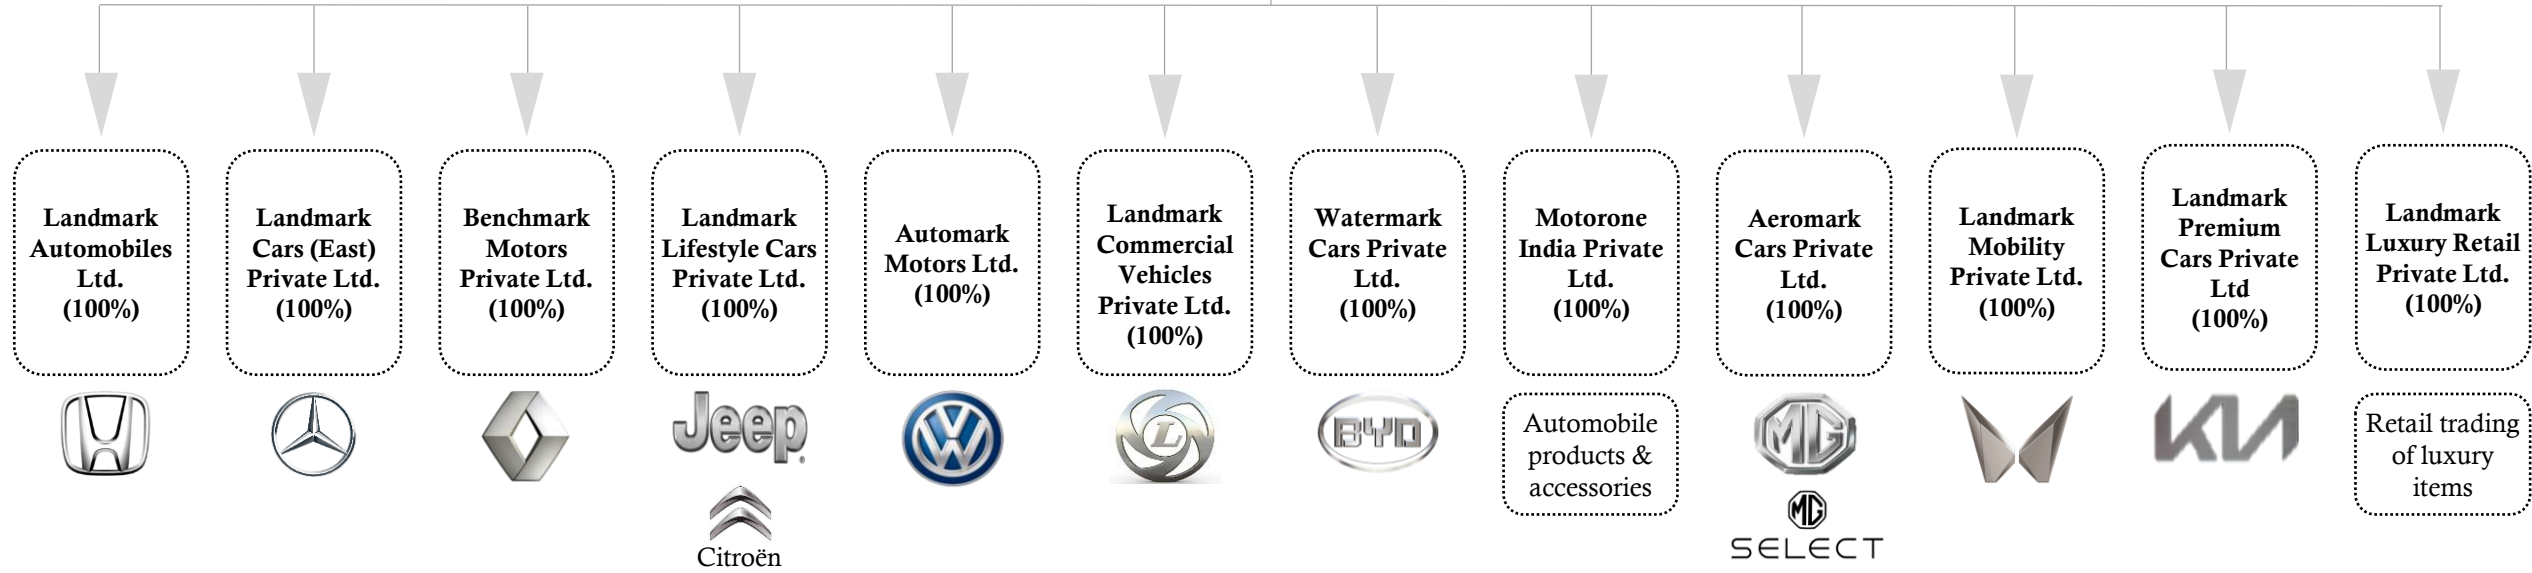 Landmark
Automobiles
Ltd.
(100%)
Landmark
Cars (East)
Private Ltd.
(100%)
Benchmark
Motors
Private Ltd.
(100%)
Landmark
Lifestyle Cars
Private Ltd.
(100%)
Automark
Motors Ltd.
(100%)
Landmark
Commercial
Vehicles
Private Ltd.
(100%)
Watermark
Cars Private
Ltd.
(100%)
Motorone
India Private
Ltd.
(100%)
Aeromark
Cars Private
Ltd.
(100%)
Landmark
Mobility
Private Ltd.
(100%)
Landmark
Premium
Cars Private
Ltd
(100%)
Landmark
Luxury Retail
Private Ltd.
(100%)
Jeep
Citroën
VW
L
BYD
Automobile
products &
accessories
MG
MG
SELECT
KIA
Retail trading
of luxury
items